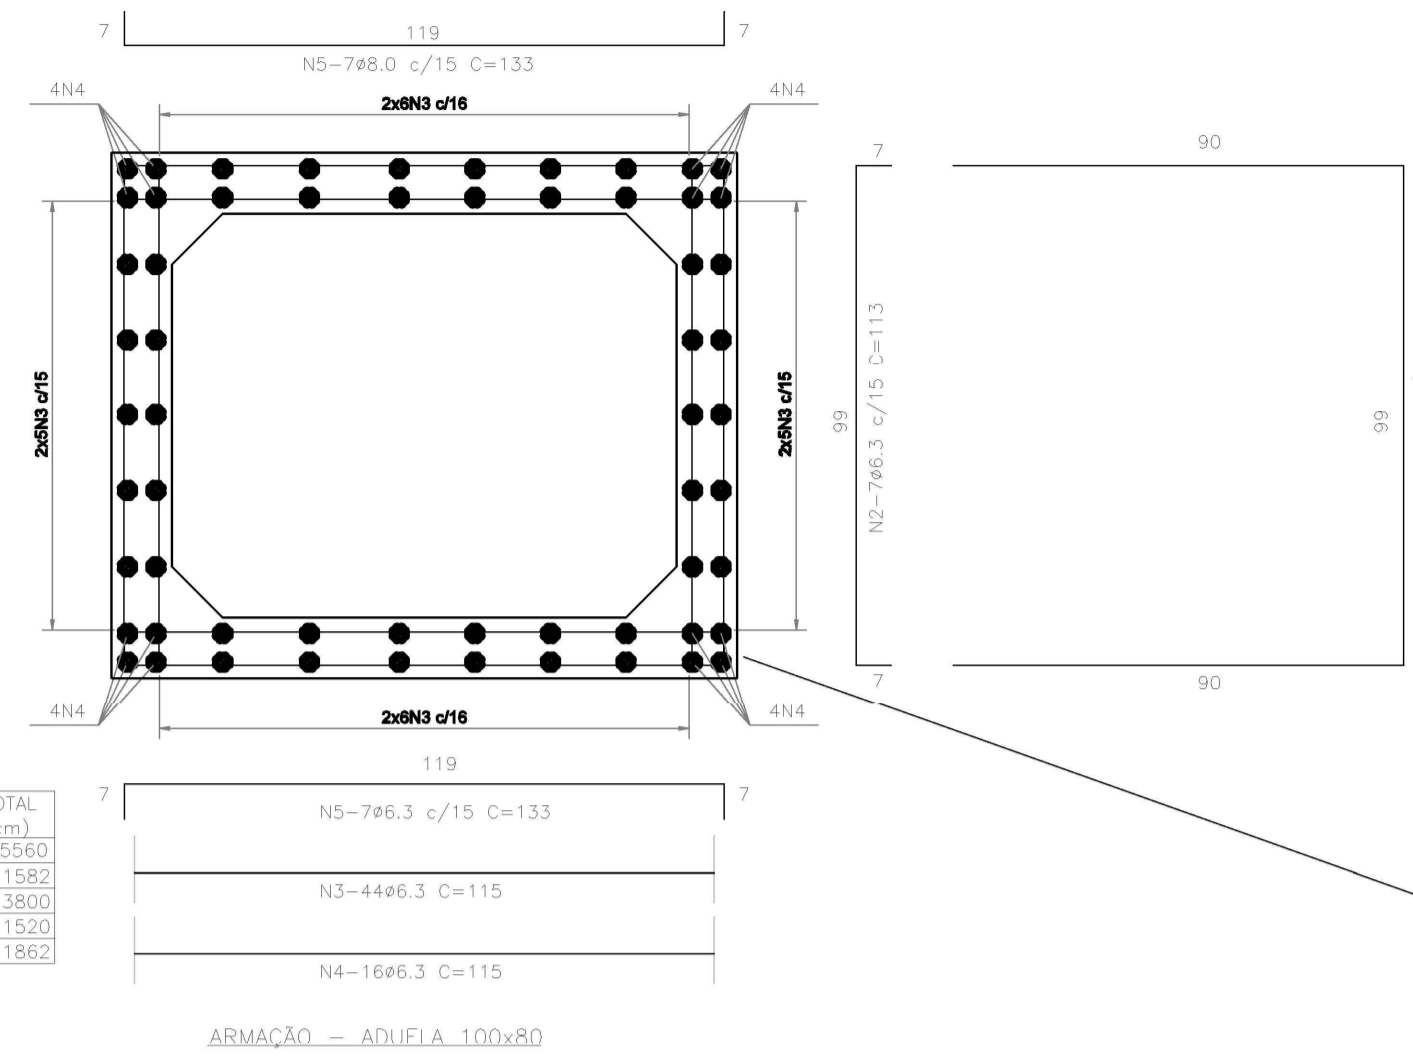 7 119 7
N5-7ø8.0 c/15 C=133
4N4 2x6N3 c/16 4N4
7 90
2x5N3 c/15
2x5N3 c/15
99
N2-7ø6.3 c/15 C=113
99
7 90
4N4 2x6N3 c/16 4N4
119
7 7
N5-7ø6.3 c/15 C=133
OTAL
cm)
5560
1582
3800
1520
1862
N3-44ø6.3 C=115
N4-16ø6.3 C=115
ARMAÇÃO - ADUELA 100x80